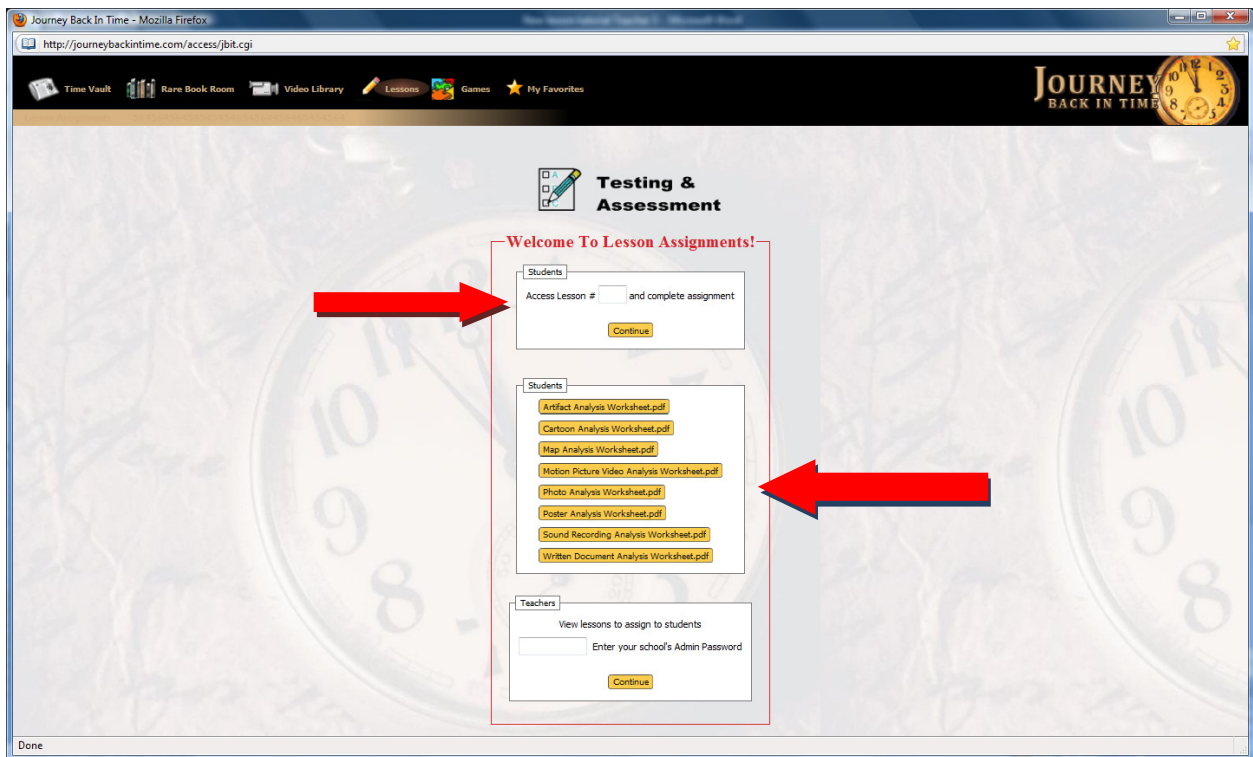 Journey Back In Time - Mozilla Firefox
http://journeybackintime.com/access/jbit.cgi
Time Vault Rare Book Room Video Library Lessons Games My Favorites
JOURNEY
BACK IN TIME
Testing &
Assessment
Welcome To Lesson Assignments!
Students
Access Lesson # and complete assignment
Continue
Students
Artifact Analysis Worksheet.pdf
Cartoon Analysis Worksheet.pdf
Map Analysis Worksheet.pdf
Motion Picture Video Analysis Worksheet.pdf
Photo Analysis Worksheet.pdf
Poster Analysis Worksheet.pdf
Sound Recording Analysis Worksheet.pdf
Written Document Analysis Worksheet.pdf
Teachers
View lessons to assign to students
Enter your school's Admin Password
Continue
Done